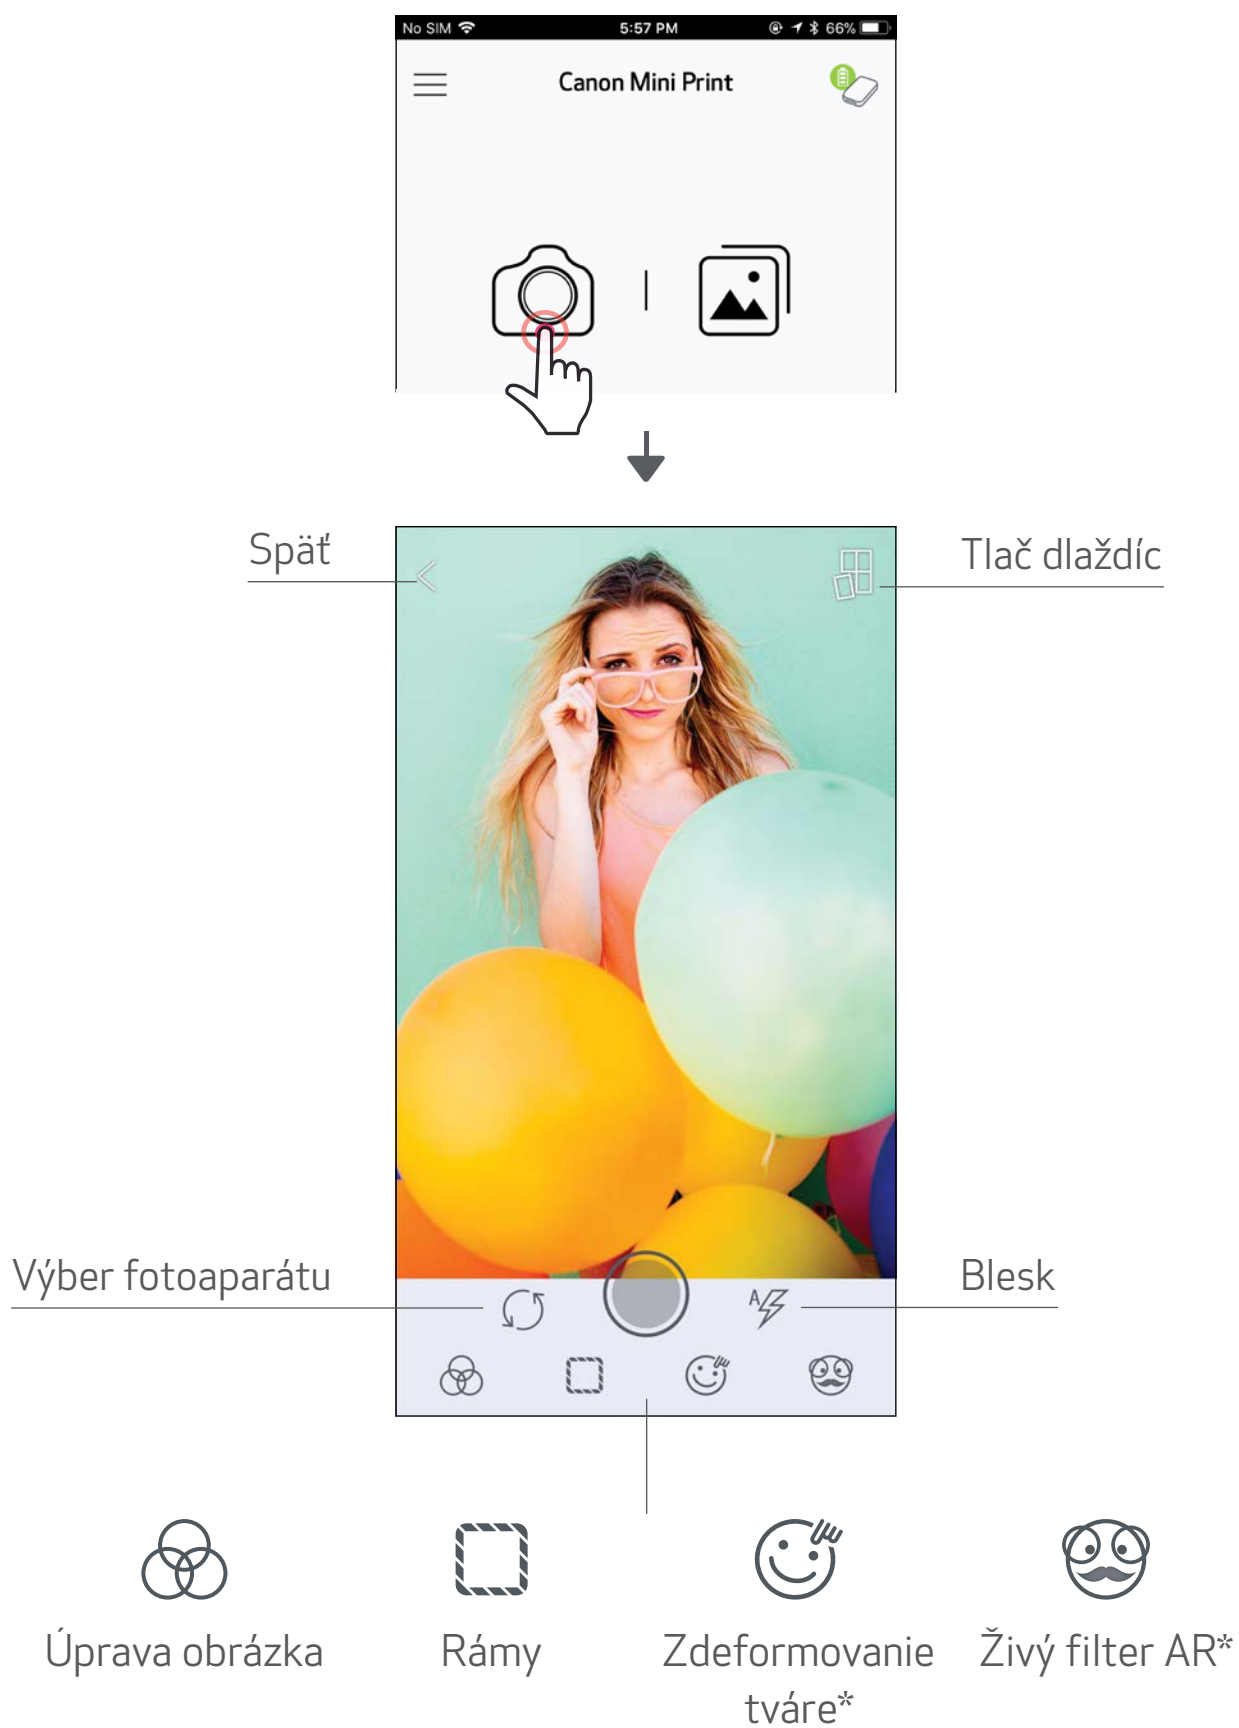 No SIM 5:57 PM 66%
Canon Mini Print
Späť
Tlač dlaždíc
Výber fotoaparátu
Blesk
A
Úprava obrázka
Rámy
Zdeformovanie
tváre*
Živý filter AR*